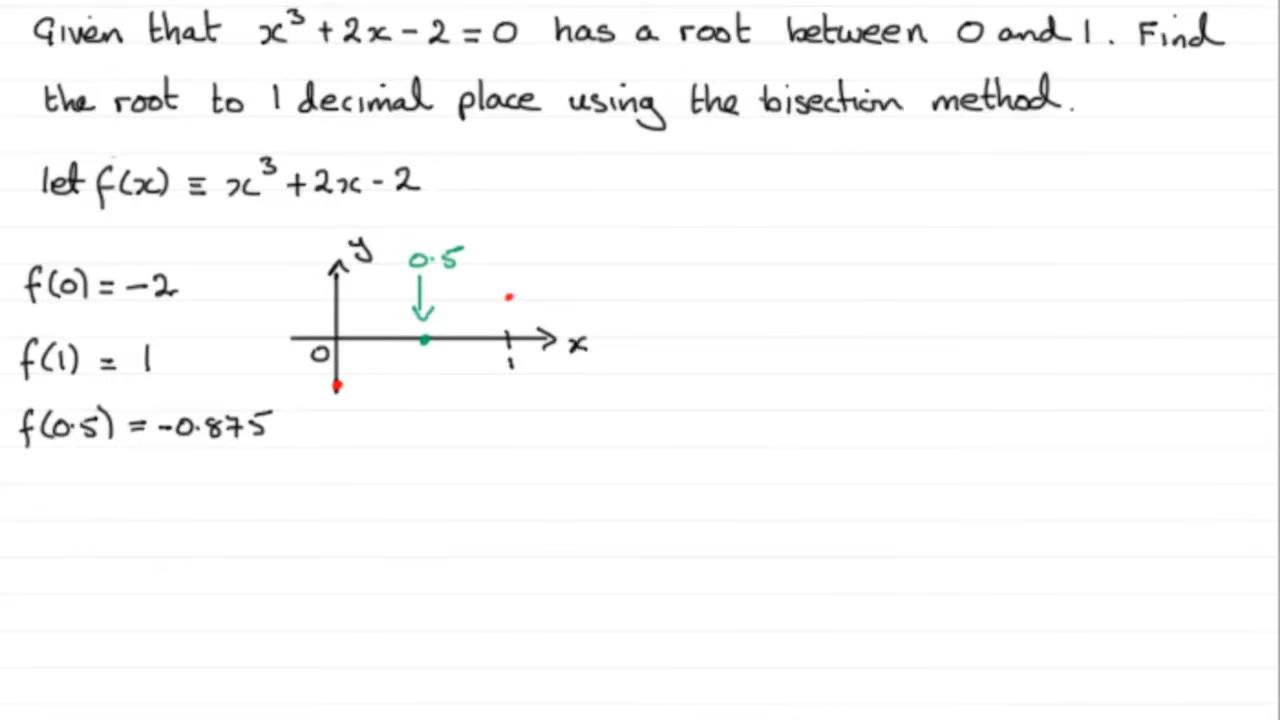 Given that x³ + 2x - 2 = 0 has a root between 0 and 1. Find
the root to 1 decimal place using the bisection method.
let f(x) ≡ x³ + 2x - 2
y
0.5
f(0) = -2
x
0
1
f(1) = 1
f(0.5) = -0.875